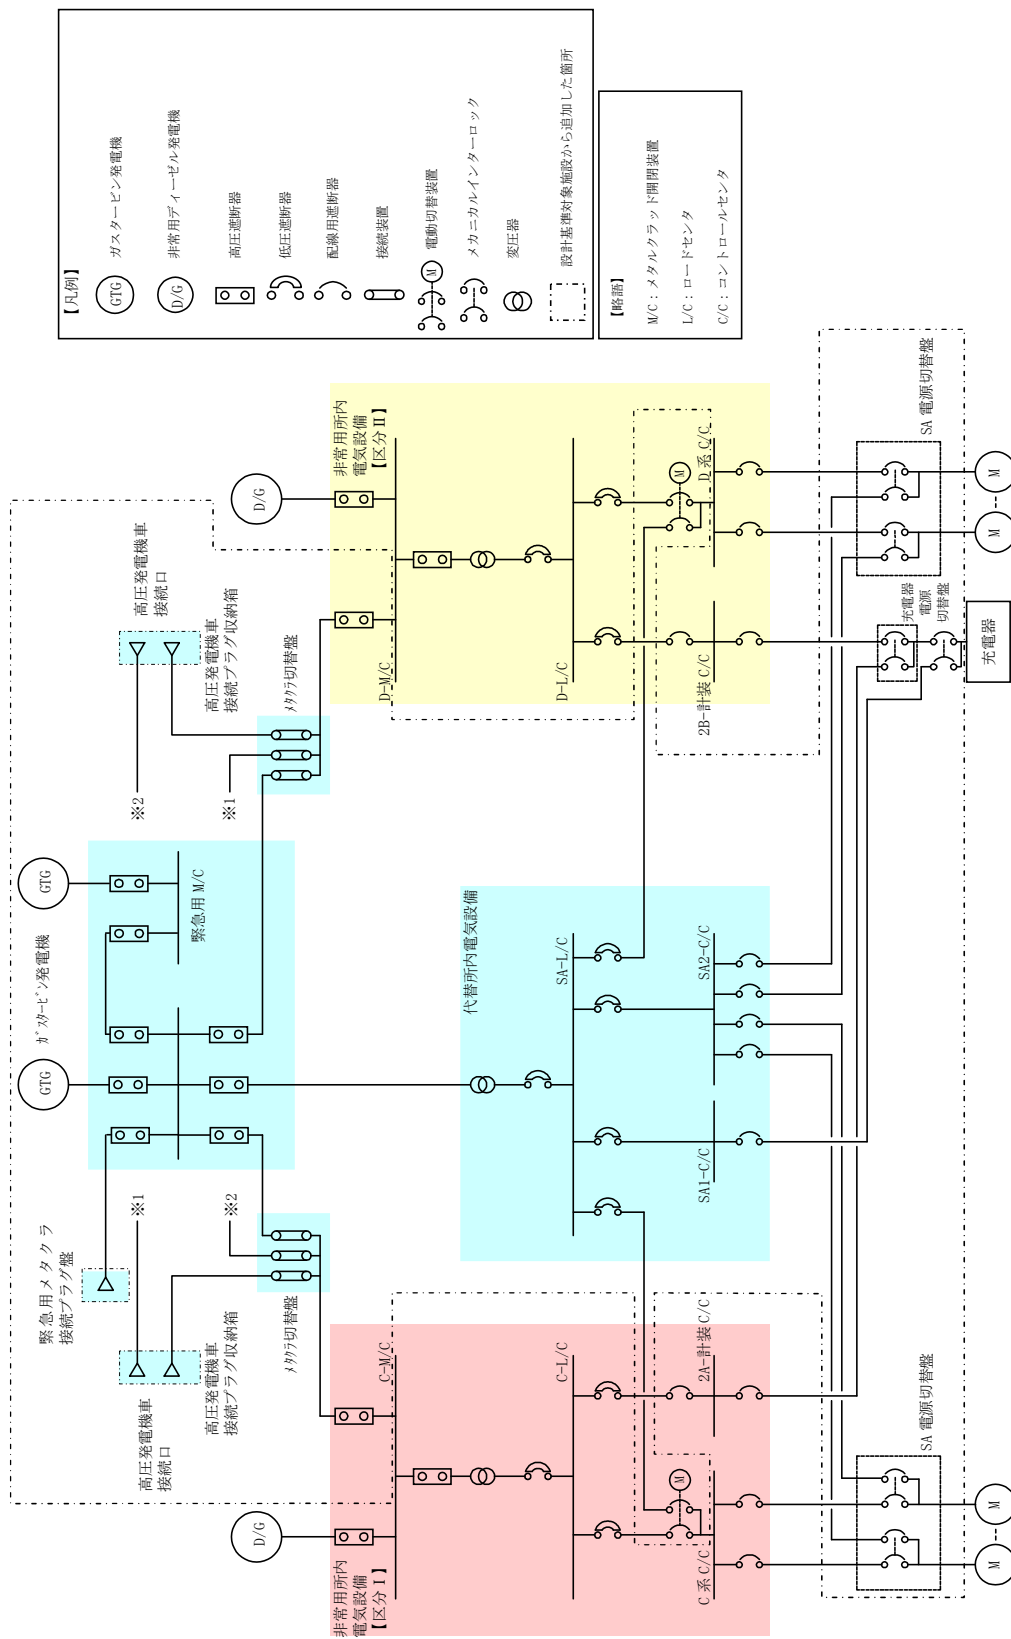 【凡例】
GTG
ガスタービン発電機
D/G
非常用ディーゼル発電機
高圧遮断器
低圧遮断器
配線用遮断器
接続装置
M
電動切替装置
メカニカルインターロック
変圧器
設計基準対象施設から追加した箇所
【略語】
M/C：メタルクラッド開閉装置
L/C：ロードセンタ
C/C：コントロールセンタ
緊急用メタクラ
接続プラグ盤
GTG
ガスタービン発電機
GTG
緊急用 M/C
高圧発電機車
接続口
※1
高圧発電機車
接続プラグ収納箱
※2
メタクラ切替盤
高圧発電機車
接続口
※2
高圧発電機車
接続プラグ収納箱
※1
メタクラ切替盤
D/G
非常用所内
電気設備
【区分Ⅰ】
C-M/C
C-L/C
M
C 系 C/C
2A-計装 C/C
代替所内電気設備
SA-L/C
SA1-C/C
SA2-C/C
D/G
非常用所内
電気設備
【区分Ⅱ】
D-M/C
D-L/C
M
D 系 C/C
2B-計装 C/C
SA 電源切替盤
M
M
充電器
電源
切替盤
充電器
SA 電源切替盤
M
M